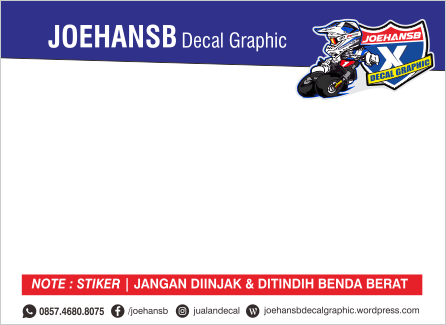 JOEHANSB Decal Graphic
JOEHANSB
X
DECAL GRAPHIC
1
NOTE : STIKER | JANGAN DIINJAK & DITINDIH BENDA BERAT
0857.4680.8075 /joehansb jualandecal joehansbdecalgraphic.wordpress.com